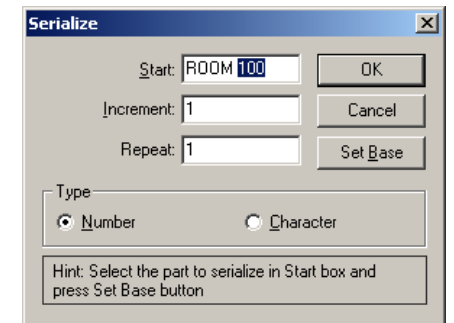 Serialize
Start: ROOM 100
OK
Increment: 1
Cancel
Repeat: 1
Set Base
Type
Number
Character
Hint: Select the part to serialize in Start box and
press Set Base button